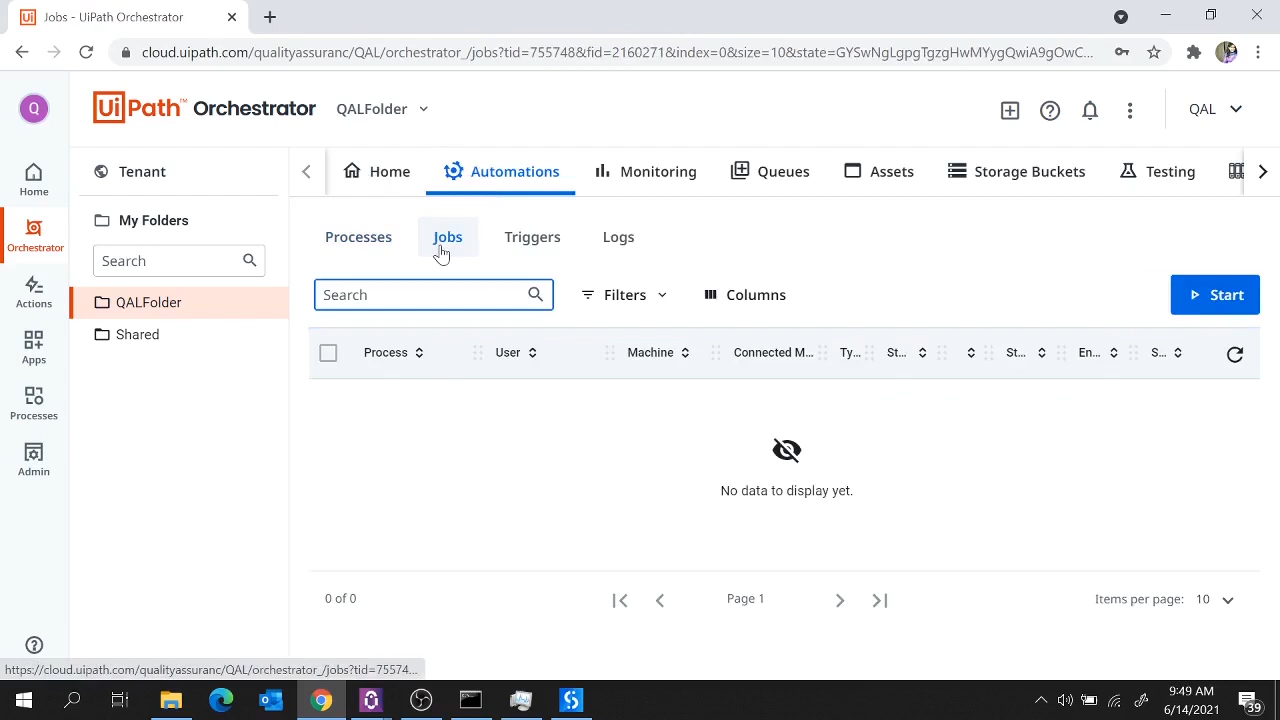 Jobs - UiPath Orchestrator
cloud.uipath.com/qualityassuranc/QAL/orchestrator_/jobs?tid=755748&fid=2160271&index=0&size=10&state=GYSwNgLgpgTgzgHwMYygQwiA9gOwC...
Q
UiPath™ Orchestrator
QALFolder
QAL
Home
Orchestrator
Actions
Apps
Processes
Admin
Tenant
My Folders
Search
QALFolder
Shared
Home
Automations
Monitoring
Queues
Assets
Storage Buckets
Testing
Processes
Jobs
Triggers
Logs
Search
Filters
Columns
Start
Process
User
Machine
Connected M...
Ty...
St...
St...
En...
S...
No data to display yet.
0 of 0
Page 1
Items per page: 10
https://cloud.uipath.com/qualityassuranc/QAL/orchestrator_/jobs?tid=75574...
:49 AM
6/14/2021
39